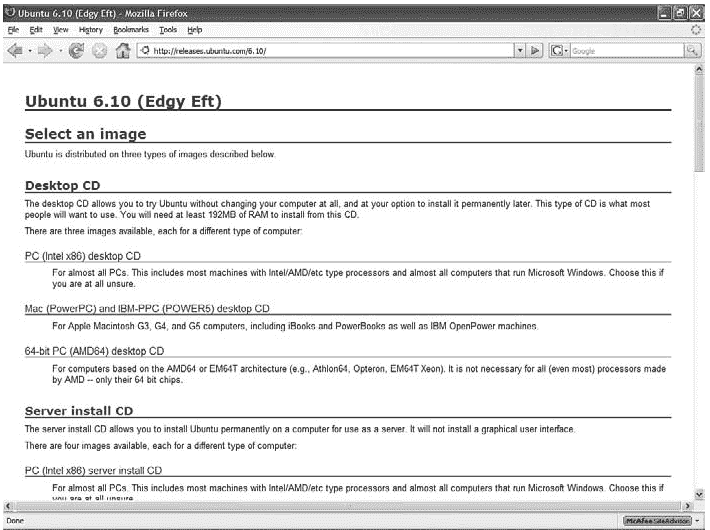 Ubuntu 6.10 (Edgy Eft) - Mozilla Firefox
File Edit View History Bookmarks Tools Help
http://releases.ubuntu.com/6.10/
Google
Ubuntu 6.10 (Edgy Eft)
Select an image
Ubuntu is distributed on three types of images described below.
Desktop CD
The desktop CD allows you to try Ubuntu without changing your computer at all, and at your option to install it permanently later. This type of CD is what most
people will want to use. You will need at least 192MB of RAM to install from this CD.
There are three images available, each for a different type of computer:
PC (Intel x86) desktop CD
For almost all PCs. This includes most machines with Intel/AMD/etc type processors and almost all computers that run Microsoft Windows. Choose this if
you are at all unsure.
Mac (PowerPC) and IBM-PPC (POWER5) desktop CD
For Apple Macintosh G3, G4, and G5 computers, including iBooks and PowerBooks as well as IBM OpenPower machines.
64-bit PC (AMD64) desktop CD
For computers based on the AMD64 or EM64T architecture (e.g., Athlon64, Opteron, EM64T Xeon). It is not necessary for all (even most) processors made
by AMD -- only their 64 bit chips.
Server install CD
The server install CD allows you to install Ubuntu permanently on a computer for use as a server. It will not install a graphical user interface.
There are four images available, each for a different type of computer:
PC (Intel x86) server install CD
For almost all PCs. This includes most machines with Intel/AMD/etc type processors and almost all computers that run Microsoft Windows. Choose this if
you are at all unsure.
Done
McAfee SiteAdvisor